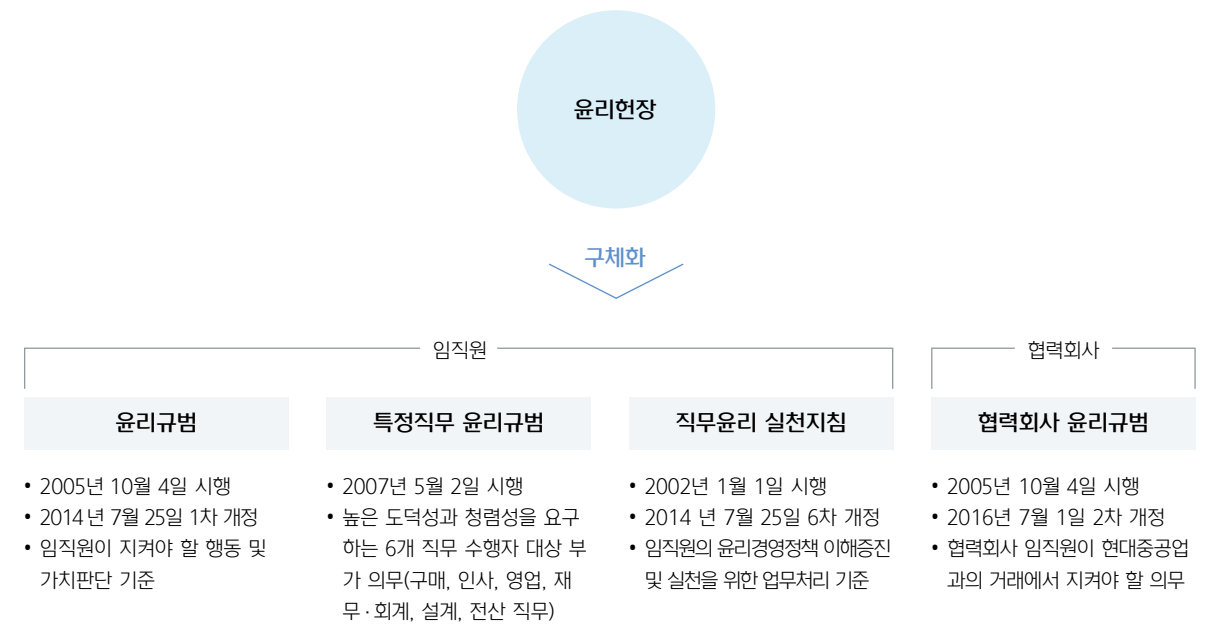 윤리헌장
구체화
임직원
협력회사
윤리규범
• 2005년 10월 4일 시행
• 2014년 7월 25일 1차 개정
• 임직원이 지켜야 할 행동 및
가치판단 기준
특정직무 윤리규범
• 2007년 5월 2일 시행
• 높은 도덕성과 청렴성을 요구
하는 6개 직무 수행자 대상 부
가 의무(구매, 인사, 영업, 재
무·회계, 설계, 전산 직무)
직무윤리 실천지침
• 2002년 1월 1일 시행
• 2014 년 7월 25일 6차 개정
• 임직원의 윤리경영정책 이해증진
및 실천을 위한 업무처리 기준
협력회사 윤리규범
• 2005년 10월 4일 시행
• 2016년 7월 1일 2차 개정
• 협력회사 임직원이 현대중공업
과의 거래에서 지켜야 할 의무